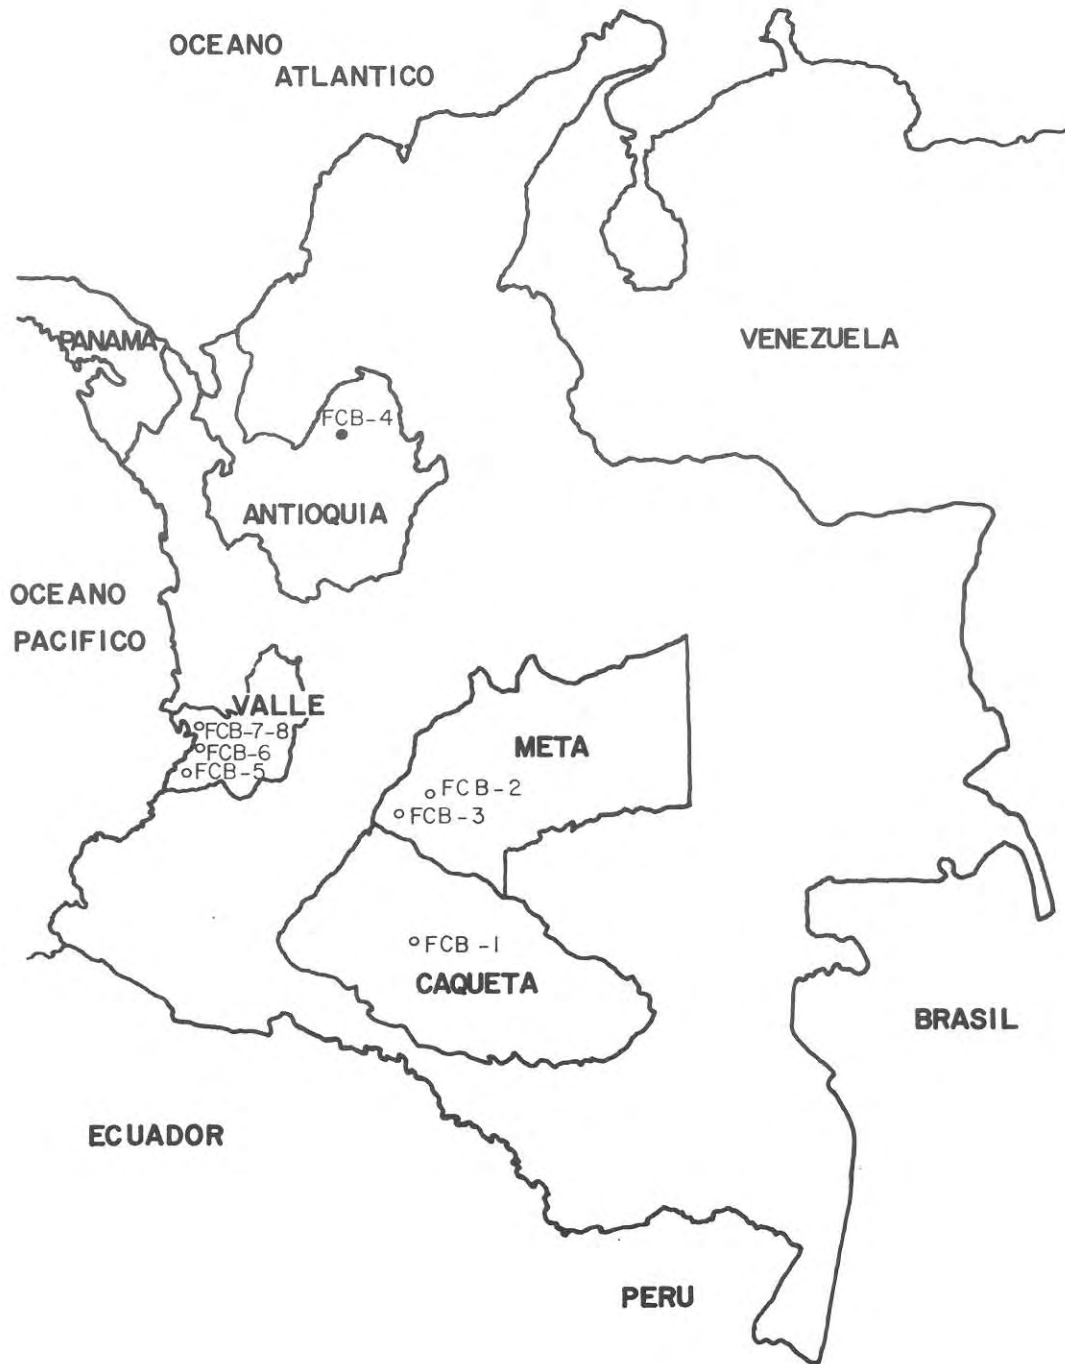 OCEANO
ATLANTICO
PANAMA
VENEZUELA
FCB-4
ANTIOQUIA
OCEANO
PACIFICO
VALLE
FCB-7-8
FCB-6
FCB-5
META
FCB-2
FCB-3
FCB-1
CAQUETA
BRASIL
ECUADOR
PERU